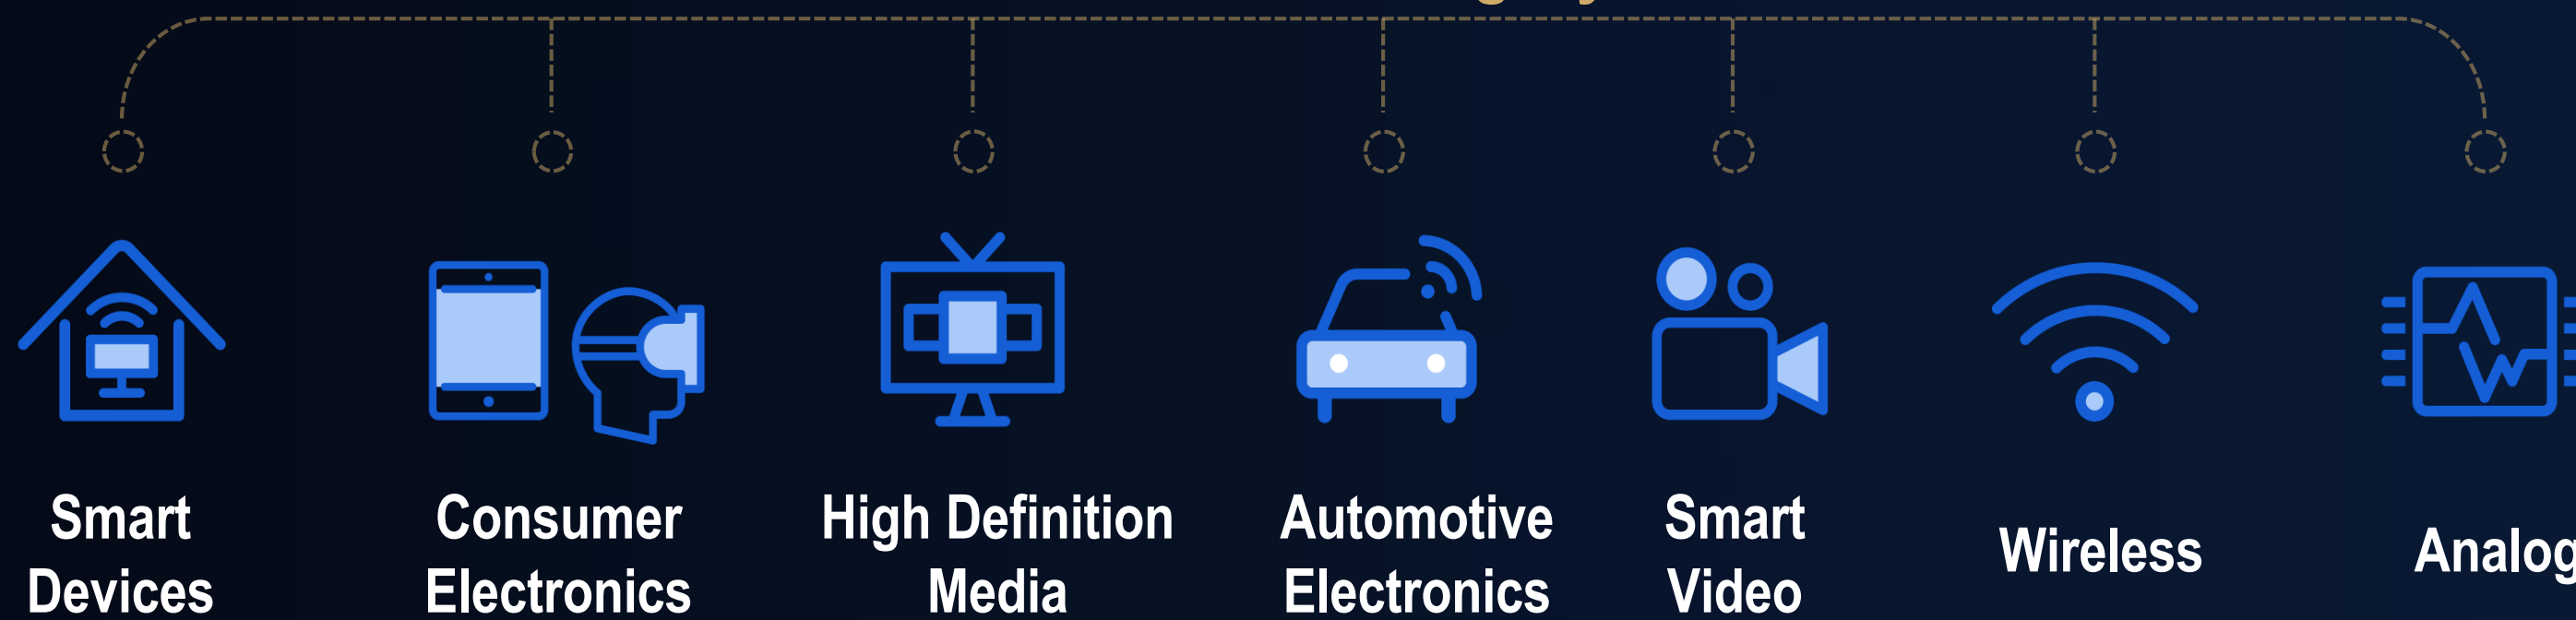 Smart
Devices
Consumer
Electronics
High Definition
Media
Automotive
Electronics
Smart
Video
Wireless
Analog